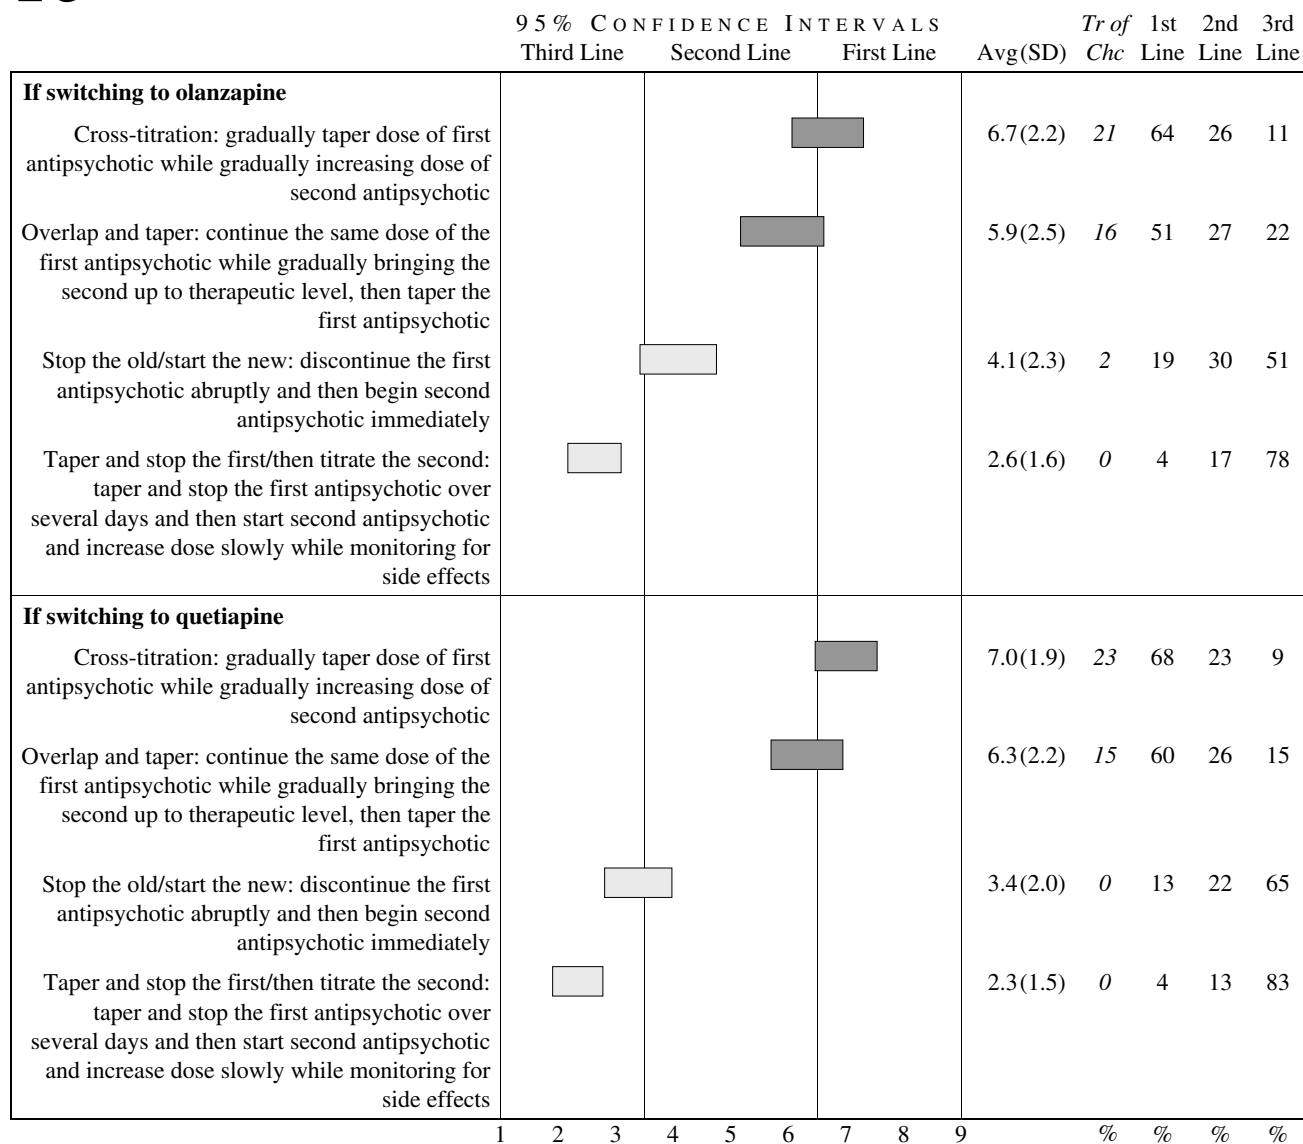 95% CONFIDENCE INTERVALS Tr of 1st 2nd 3rd
Third Line Second Line First Line Avg(SD) Chc Line Line Line
If switching to olanzapine
Cross-titration: gradually taper dose of first 6.7(2.2) 21 64 26 11
antipsychotic while gradually increasing dose of
second antipsychotic
Overlap and taper: continue the same dose of the 5.9(2.5) 16 51 27 22
first antipsychotic while gradually bringing the
second up to therapeutic level, then taper the
first antipsychotic
Stop the old/start the new: discontinue the first 4.1(2.3) 2 19 30 51
antipsychotic abruptly and then begin second
antipsychotic immediately
Taper and stop the first/then titrate the second: 2.6(1.6) 0 4 17 78
taper and stop the first antipsychotic over
several days and then start second antipsychotic
and increase dose slowly while monitoring for
side effects
If switching to quetiapine
Cross-titration: gradually taper dose of first 7.0(1.9) 23 68 23 9
antipsychotic while gradually increasing dose of
second antipsychotic
Overlap and taper: continue the same dose of the 6.3(2.2) 15 60 26 15
first antipsychotic while gradually bringing the
second up to therapeutic level, then taper the
first antipsychotic
Stop the old/start the new: discontinue the first 3.4(2.0) 0 13 22 65
antipsychotic abruptly and then begin second
antipsychotic immediately
Taper and stop the first/then titrate the second: 2.3(1.5) 0 4 13 83
taper and stop the first antipsychotic over
several days and then start second antipsychotic
and increase dose slowly while monitoring for
side effects
1 2 3 4 5 6 7 8 9 % % % %